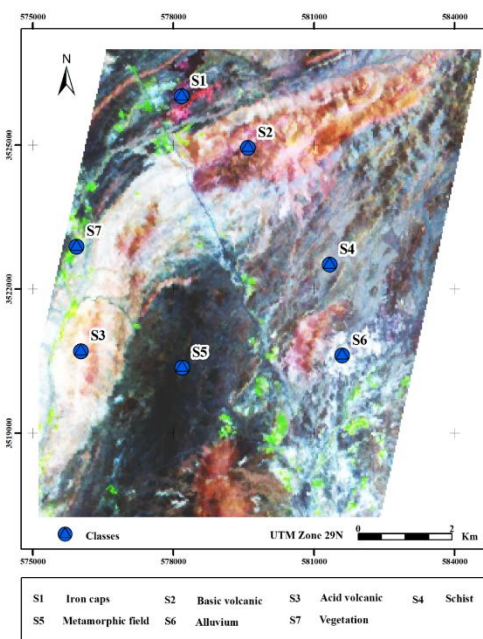 575000 578000 581000 584000
N
S1
S2
3525000
S7
S4
3522000
S3
S5
S6
3519000
Classes
UTM Zone 29N
0 2
Km
575000 578000 581000 584000
S1 Iron caps S2 Basic volcanic S3 Acid volcanic S4 Schist
S5 Metamorphic field S6 Alluvium S7 Vegetation